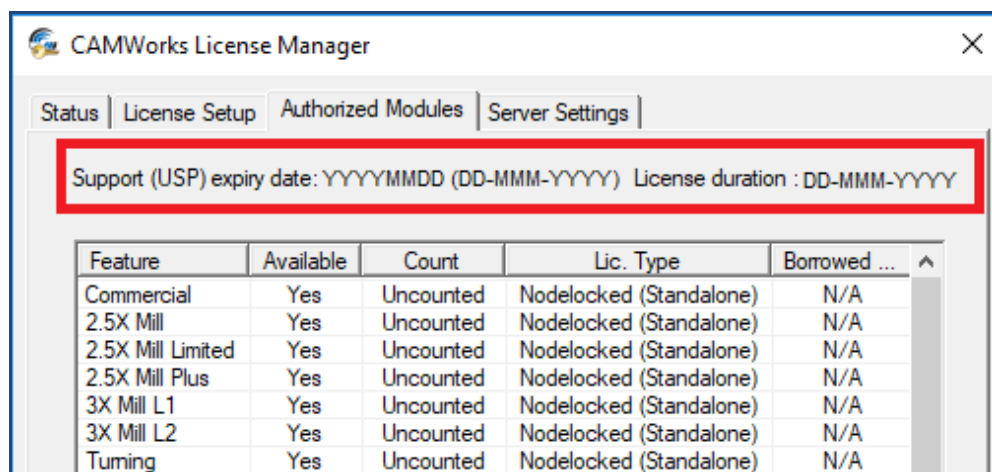 CAMWorks License Manager
Status License Setup Authorized Modules Server Settings
Support (USP) expiry date: YYYYMMDD (DD-MMM-YYYY) License duration : DD-MMM-YYYY
Feature Available Count Lic. Type Borrowed ...
Commercial Yes Uncounted Nodelocked (Standalone) N/A
2.5X Mill Yes Uncounted Nodelocked (Standalone) N/A
2.5X Mill Limited Yes Uncounted Nodelocked (Standalone) N/A
2.5X Mill Plus Yes Uncounted Nodelocked (Standalone) N/A
3X Mill L1 Yes Uncounted Nodelocked (Standalone) N/A
3X Mill L2 Yes Uncounted Nodelocked (Standalone) N/A
Turning Yes Uncounted Nodelocked (Standalone) N/A